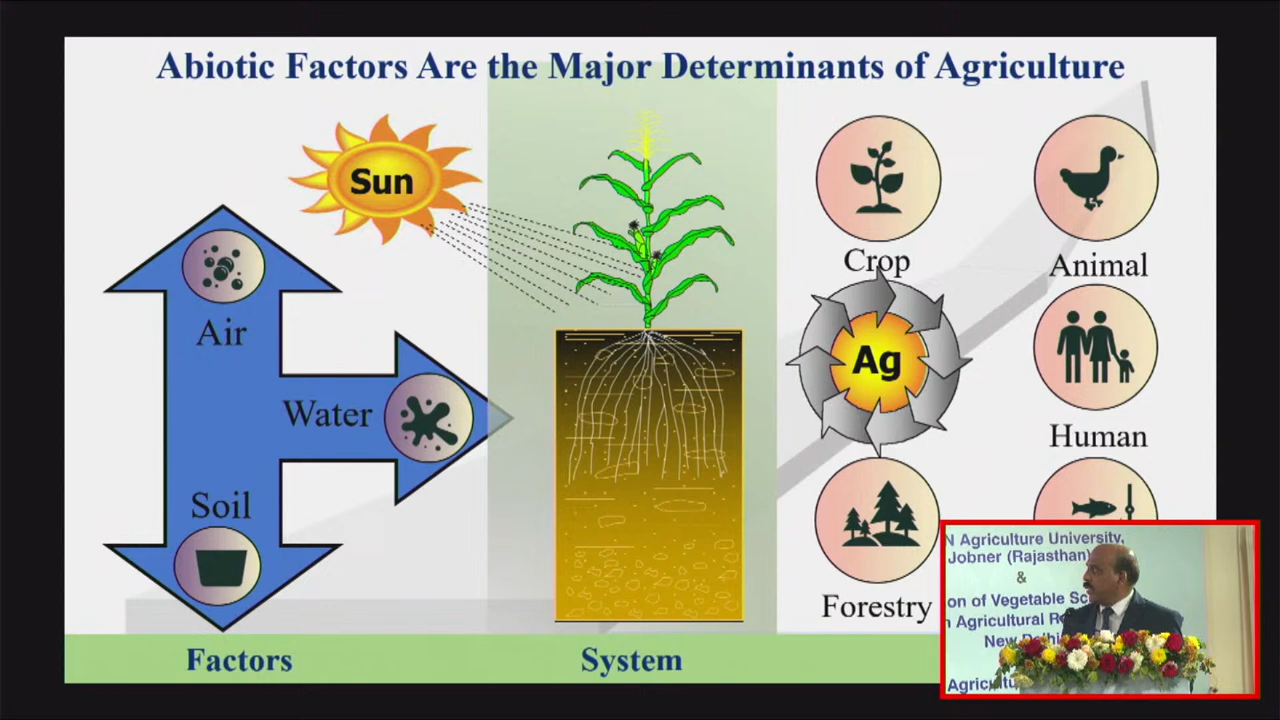 Abiotic Factors Are the Major Determinants of Agriculture
Sun
Air
Water
Soil
Crop
Animal
Ag
Human
Forestry
Factors
System
N Agriculture University,
Jobner (Rajasthan)
&
on of Vegetable Sc
Agricultural R
New Delhi
Agricultu